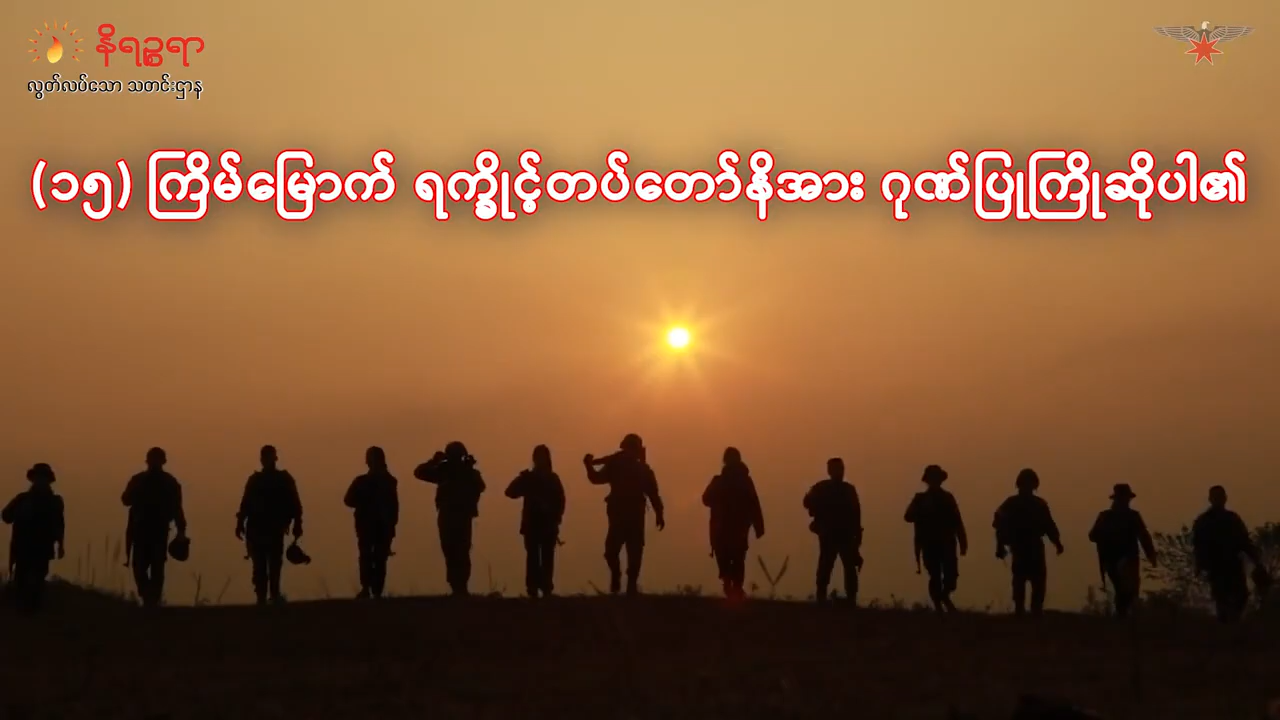 နိရဉ္စရာ
လွတ်လပ်သော သတင်းဌာန
(၁၅) ကြိမ်မြောက် ရက္ခိုင့်တပ်တော်နိအား ဂုဏ်ပြုကြိုဆိုပါ၏